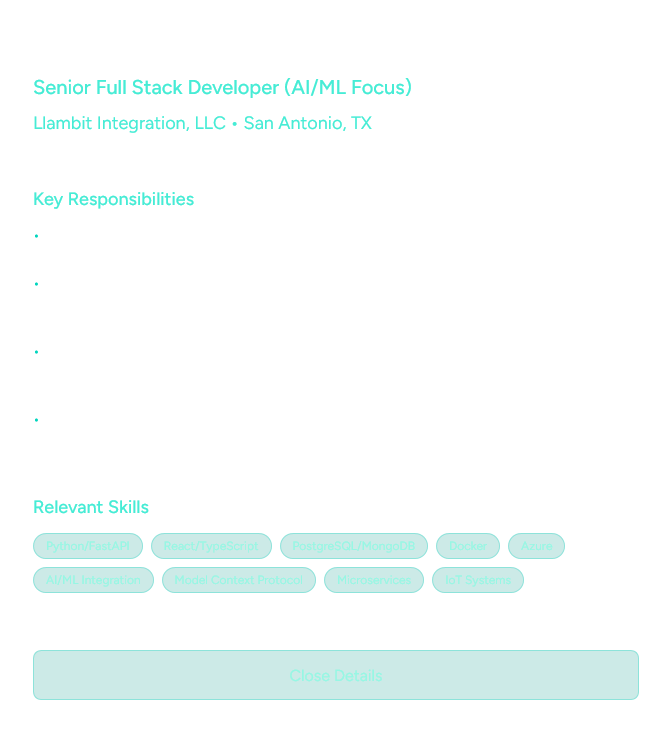 Senior Full Stack Developer (AI/ML Focus)
Llambit Integration, LLC • San Antonio, TX
Key Responsibilities
•
•
•
•
Relevant Skills
Python/FastAPI React/TypeScript PostgreSQL/MongoDB Docker Azure
AI/ML Integration Model Context Protocol Microservices IoT Systems
Close Details